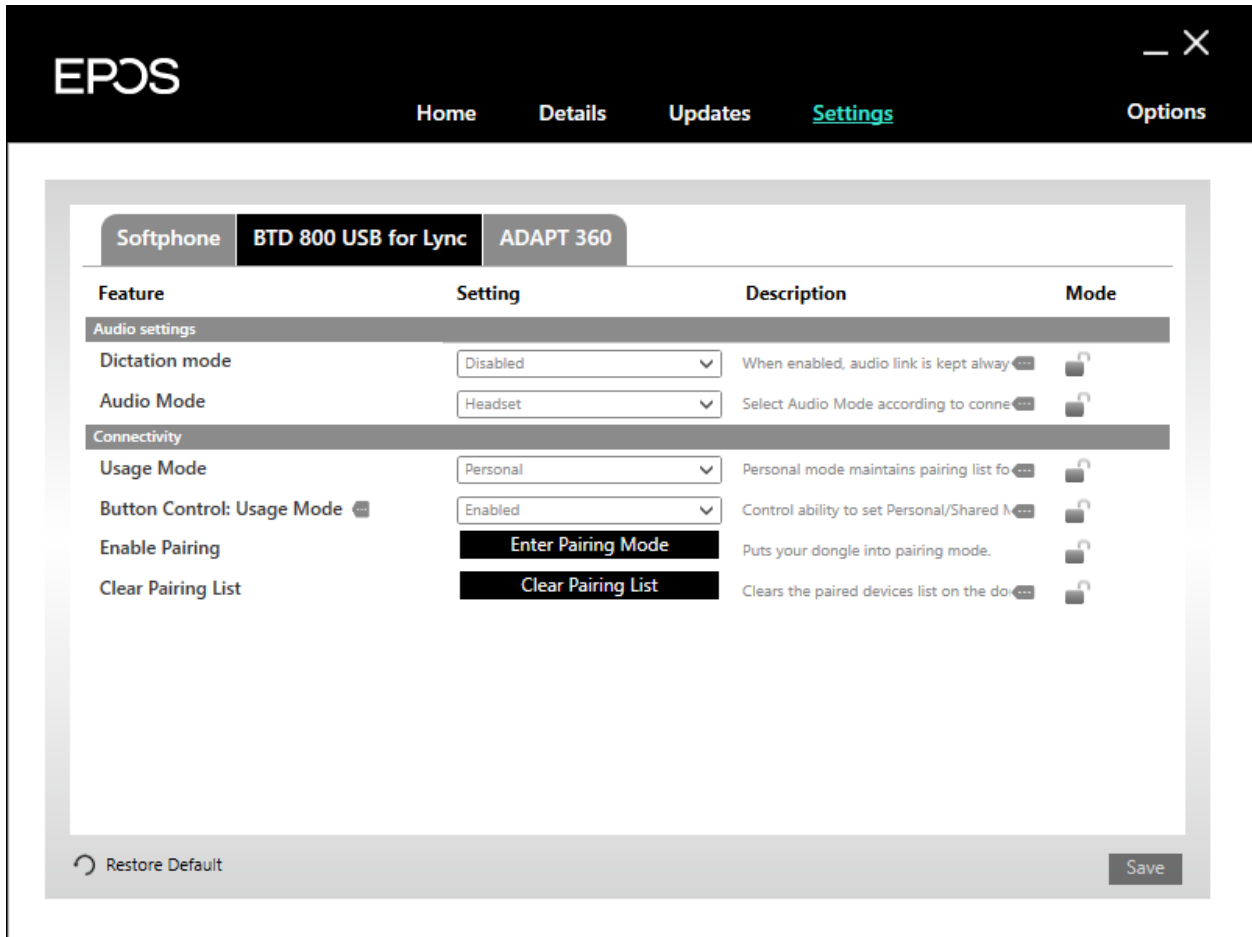 EPOS
Home Details Updates Settings Options
Softphone BTD 800 USB for Lync ADAPT 360
Feature Setting Description Mode
Audio settings
Dictation mode Disabled When enabled, audio link is kept alway
Audio Mode Headset Select Audio Mode according to conne
Connectivity
Usage Mode Personal Personal mode maintains pairing list fo
Button Control: Usage Mode Enabled Control ability to set Personal/Shared M
Enable Pairing Enter Pairing Mode Puts your dongle into pairing mode.
Clear Pairing List Clear Pairing List Clears the paired devices list on the do
Restore Default Save